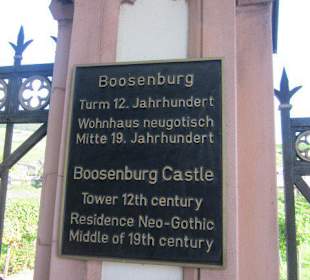 Boosenburg
Turm 12. Jahrhundert
Wohnhaus neugotisch
Mitte 19. Jahrhundert
Boosenburg Castle
Tower 12th century
Residence Neo-Gothic
Middle of 19th century